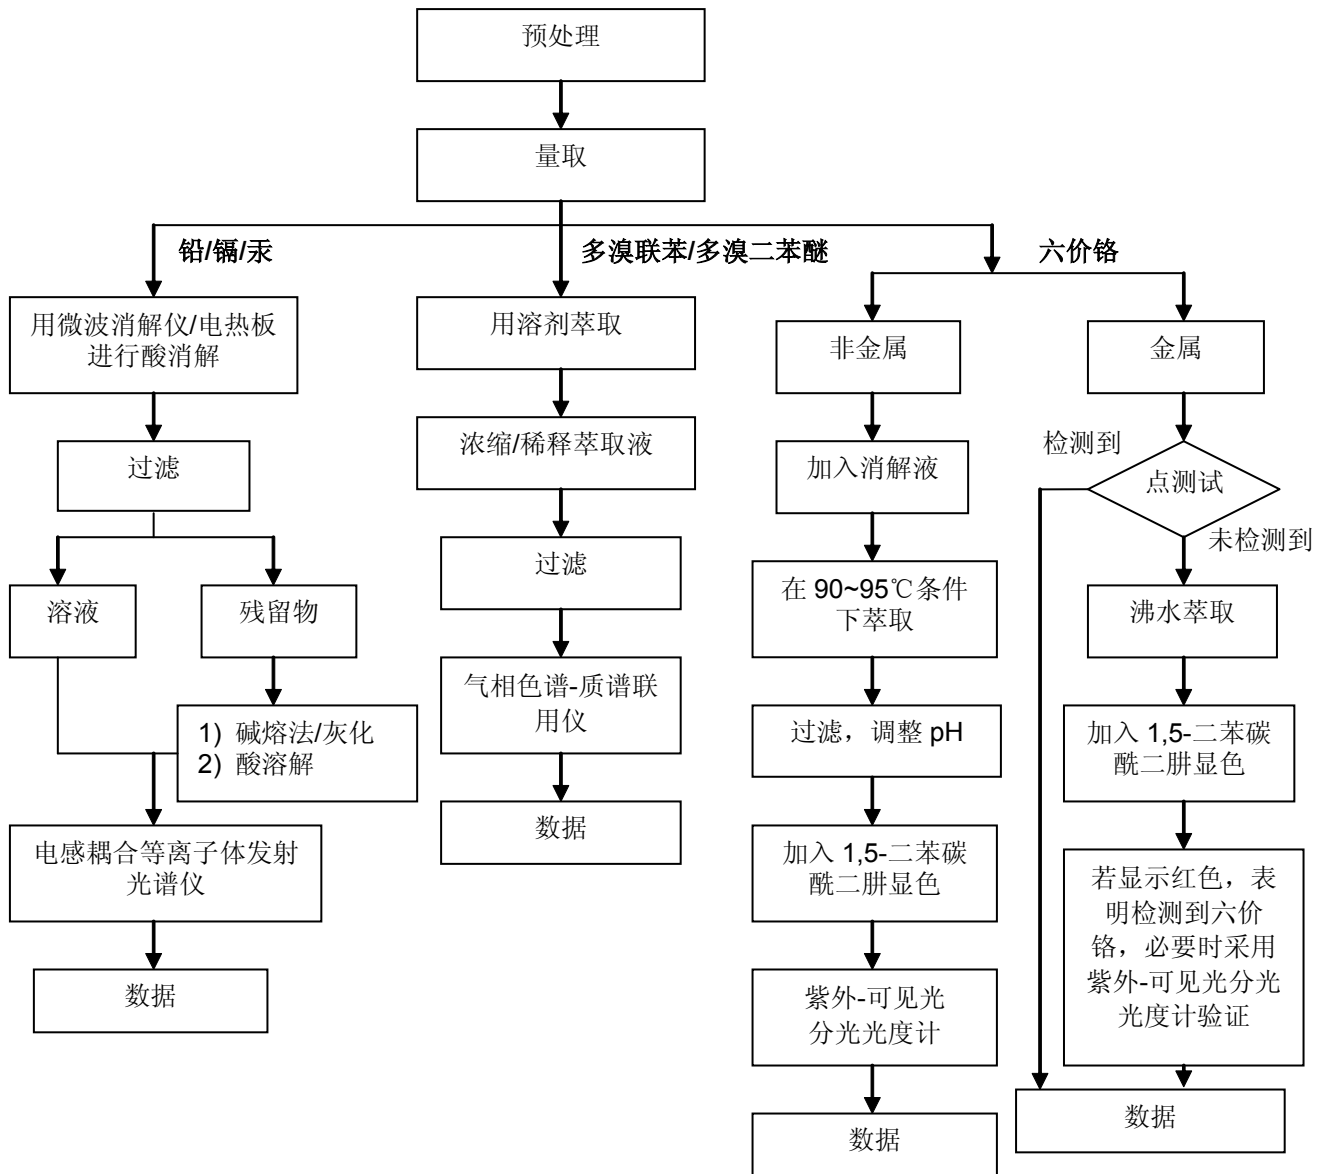 预处理
量取
铅/镉/汞
多溴联苯/多溴二苯醚
六价铬
用微波消解仪/电热板
进行酸消解
过滤
溶液
残留物
1) 碱熔法/灰化
2) 酸溶解
电感耦合等离子体发射
光谱仪
数据
用溶剂萃取
浓缩/稀释萃取液
过滤
气相色谱-质谱联
用仪
数据
非金属
加入消解液
在 90~95℃条件
下萃取
过滤，调整 pH
加入 1,5-二苯碳
酰二肼显色
紫外-可见光
分光光度计
数据
金属
检测到
点测试
未检测到
沸水萃取
加入 1,5-二苯碳
酰二肼显色
若显示红色，表
明检测到六价
铬，必要时采用
紫外-可见光分光
光度计验证
数据